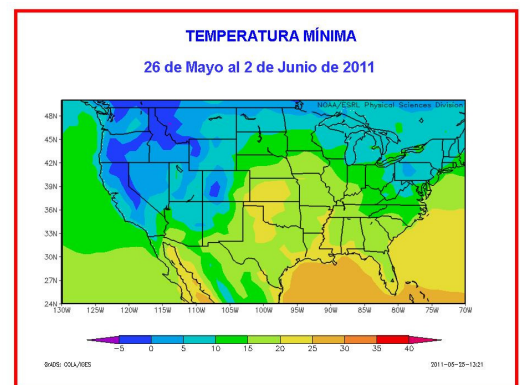 TEMPERATURA MÍNIMA
26 de Mayo al 2 de Junio de 2011
NOAA/ESRL Physical Sciences Division
48N
45N
42N
39N
36N
33N
30N
27N
24N
130W 125W 120W 115W 110W 105W 100W 95W 90W 85W 80W 75W 70W
-5 0 5 10 15 20 25 30 35 40
GrADS: COLA/IGES 2011-05-25-13:21